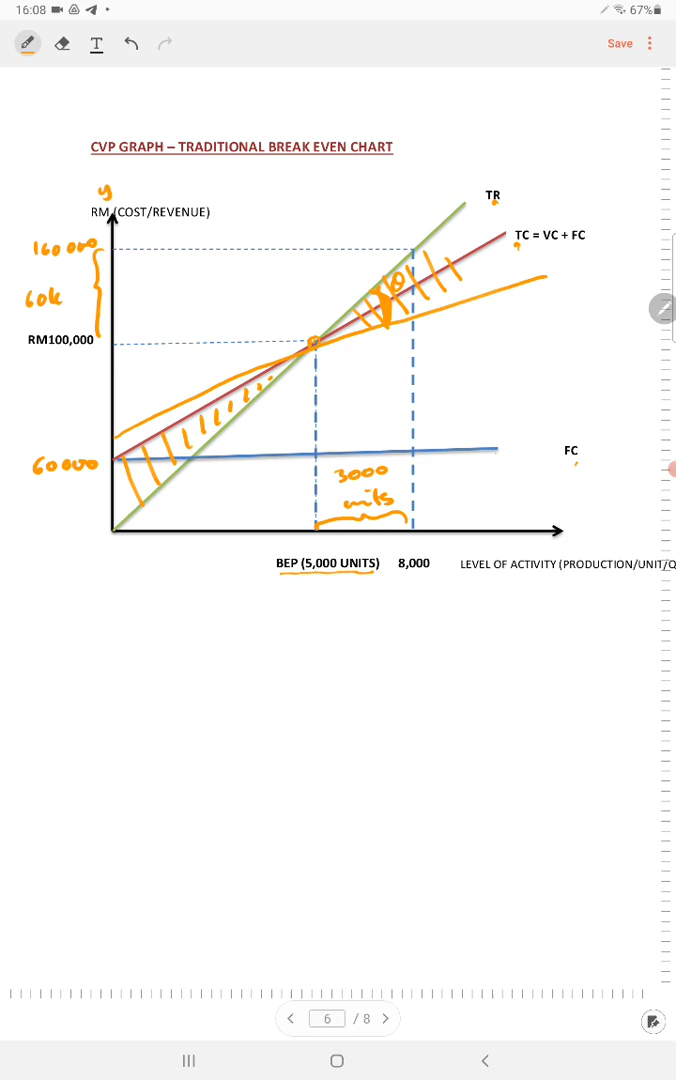 16:08
67%
T
Save
CVP GRAPH – TRADITIONAL BREAK EVEN CHART
y
RM (COST/REVENUE)
TR
160 000
TC = VC + FC
θ
60k
RM100,000
60000
FC
3000
units
BEP (5,000 UNITS) 8,000 LEVEL OF ACTIVITY (PRODUCTION/UNIT/Q
6 / 8